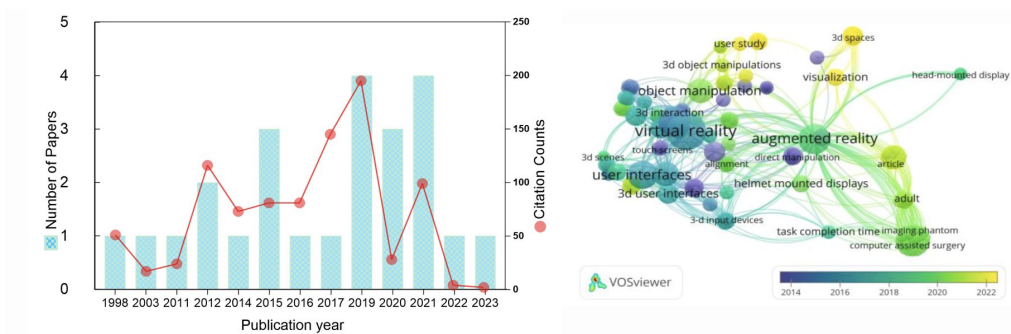 5
4
3
2
1
0
Number of Papers
250
200
150
100
50
0
Citation Counts
1998 2003 2011 2012 2014 2015 2016 2017 2019 2020 2021 2022 2023
Publication year
user study
3d spaces
3d object manipulations
visualization
head-mounted display
object manipulation
3d interaction
virtual reality
augmented reality
touch screens
direct manipulation
3d scenes
alignment
article
user interfaces
helmet mounted displays
3d user interfaces
adult
3-d input devices
task completion time
imaging phantom
computer assisted surgery
VOSviewer
2014 2016 2018 2020 2022